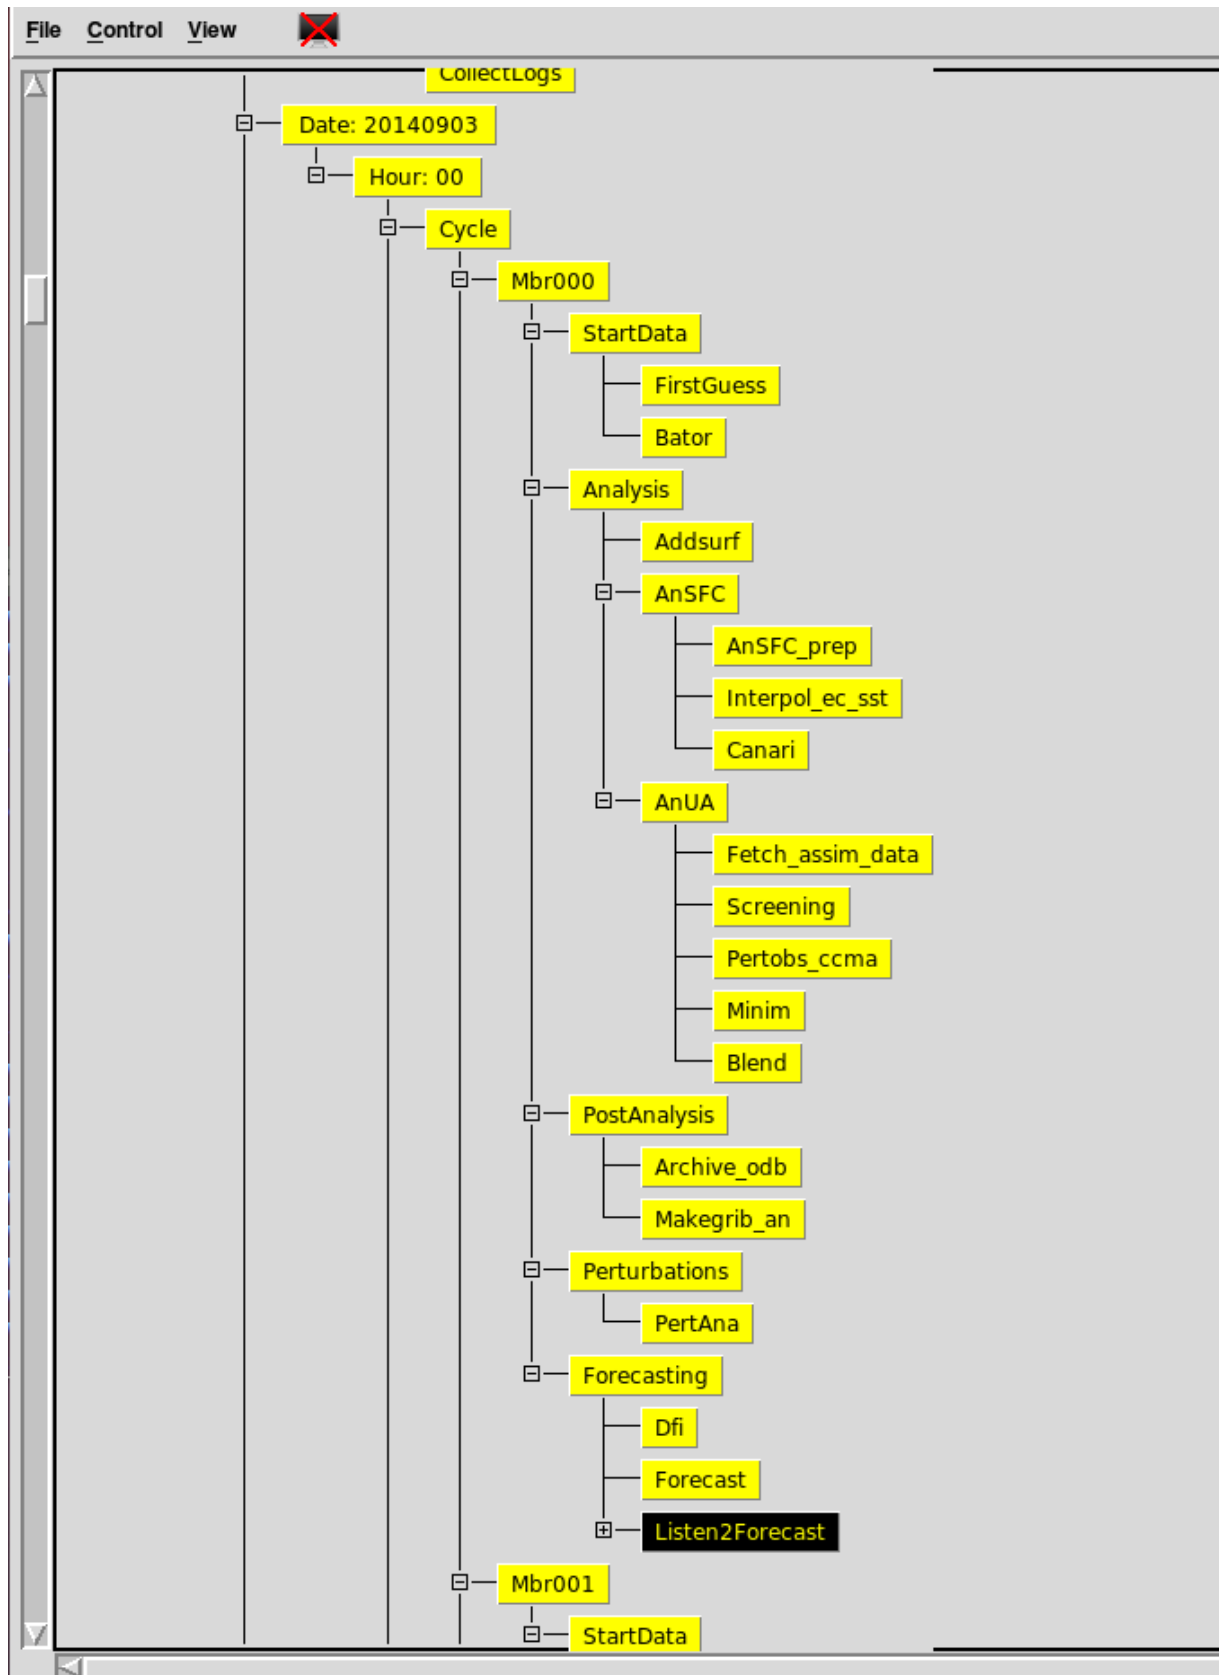 File Control View
CollectLogs
Date: 20140903
Hour: 00
Cycle
Mbr000
StartData
FirstGuess
Bator
Analysis
Addsurf
AnSFC
AnSFC_prep
Interpol_ec_sst
Canari
AnUA
Fetch_assim_data
Screening
Pertobs_ccma
Minim
Blend
PostAnalysis
Archive_odb
Makegrib_an
Perturbations
PertAna
Forecasting
Dfi
Forecast
Listen2Forecast
Mbr001
StartData